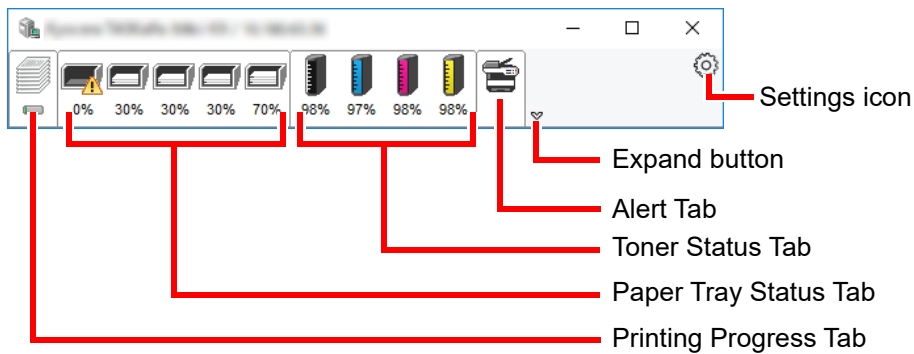 0% 30% 30% 30% 70% 98% 97% 98% 98%
Settings icon
Expand button
Alert Tab
Toner Status Tab
Paper Tray Status Tab
Printing Progress Tab